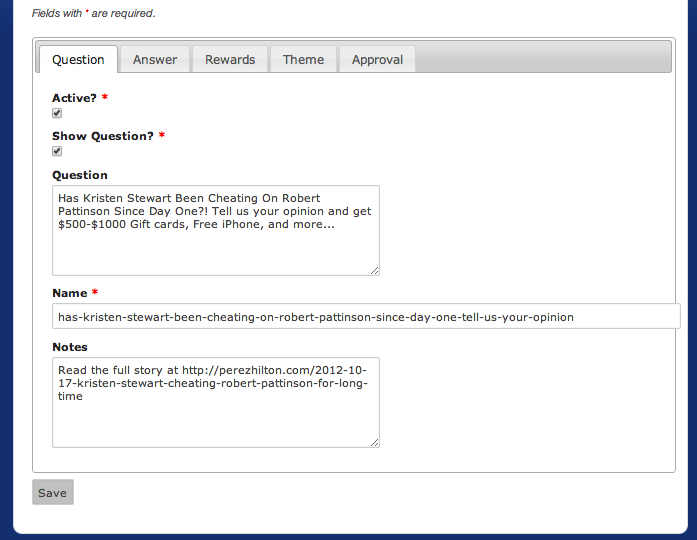 Fields with * are required.
Question Answer Rewards Theme Approval
Active? *
Show Question? *
Question
Has Kristen Stewart Been Cheating On Robert
Pattinson Since Day One?! Tell us your opinion and get
$500-$1000 Gift cards, Free iPhone, and more...
Name *
has-kristen-stewart-been-cheating-on-robert-pattinson-since-day-one-tell-us-your-opinion
Notes
Read the full story at http://perezhilton.com/2012-10-
17-kristen-stewart-cheating-robert-pattinson-for-long-
time
Save